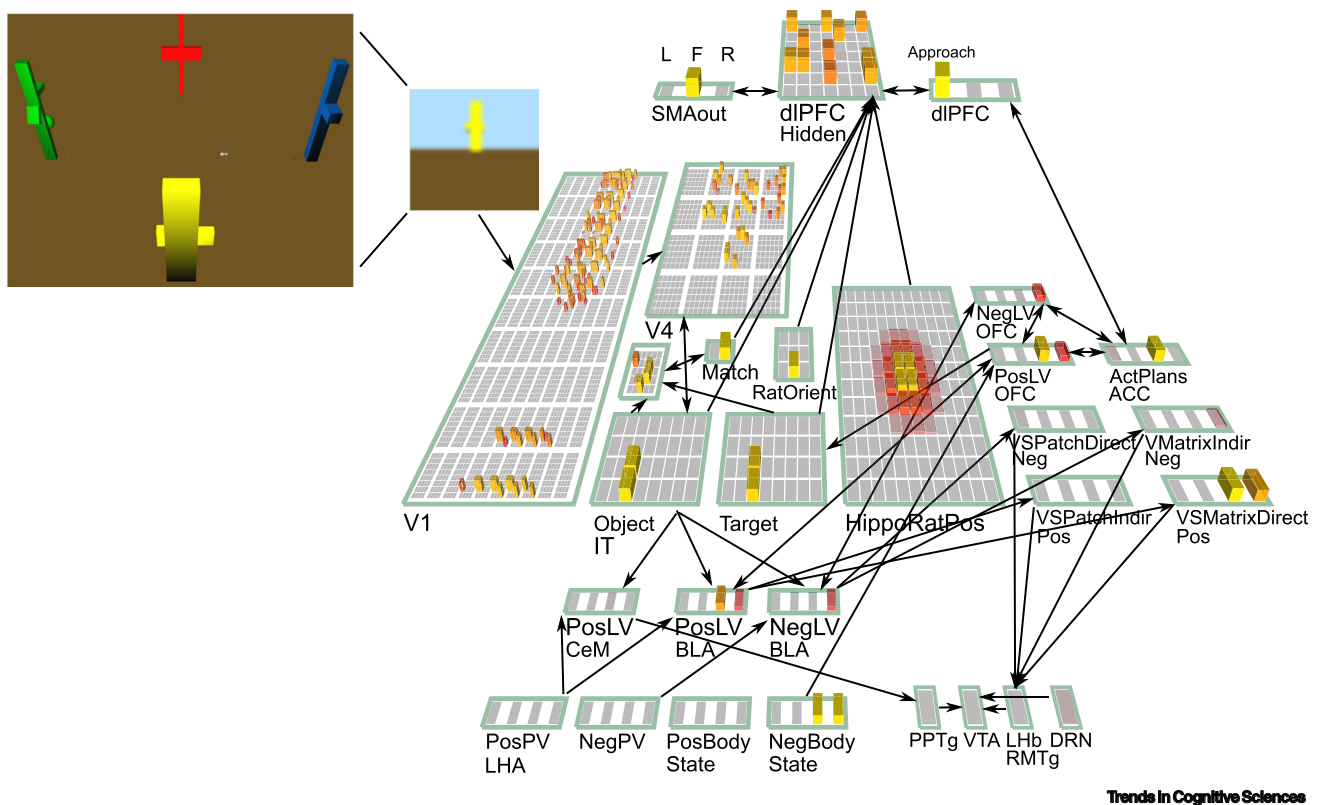 Approach
L F R
SMAout
dlPFC
Hidden
dlPFC
V4
Match
RatOrient
NegLV
OFC
PosLV
OFC
ActPlans
ACC
VSPatchDirect
Neg
VMatrixIndir
Neg
V1
Object
IT
Target
HippoRatPos
VSPatchIndir
Pos
VSMatrixDirect
Pos
PosLV
CeM
PosLV
BLA
NegLV
BLA
PosPV
LHA
NegPV
PosBody
State
NegBody
State
PPTg
VTA
LHb
RMTg
DRN
Trends in Cognitive Sciences